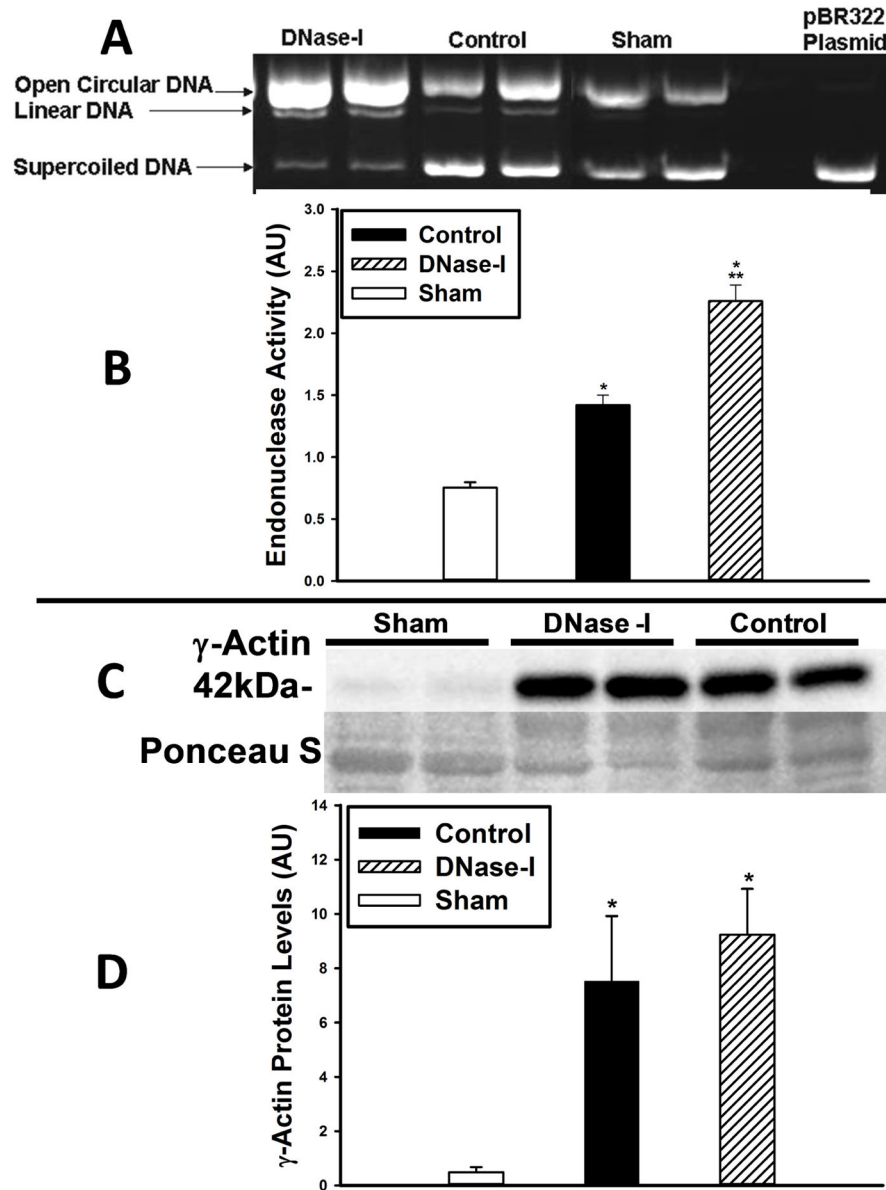 A
DNase-I Control Sham pBR322 Plasmid
Open Circular DNA
Linear DNA
Supercoiled DNA
B
Endonuclease Activity (AU)
3.0
2.5
2.0
1.5
1.0
0.5
0.0
Control
DNase-I
Sham
*
*
**
C
Sham DNase -I Control
γ-Actin
42kDa-
Ponceau S
D
γ-Actin Protein Levels (AU)
14
12
10
8
6
4
2
0
Control
DNase-I
Sham
*
*